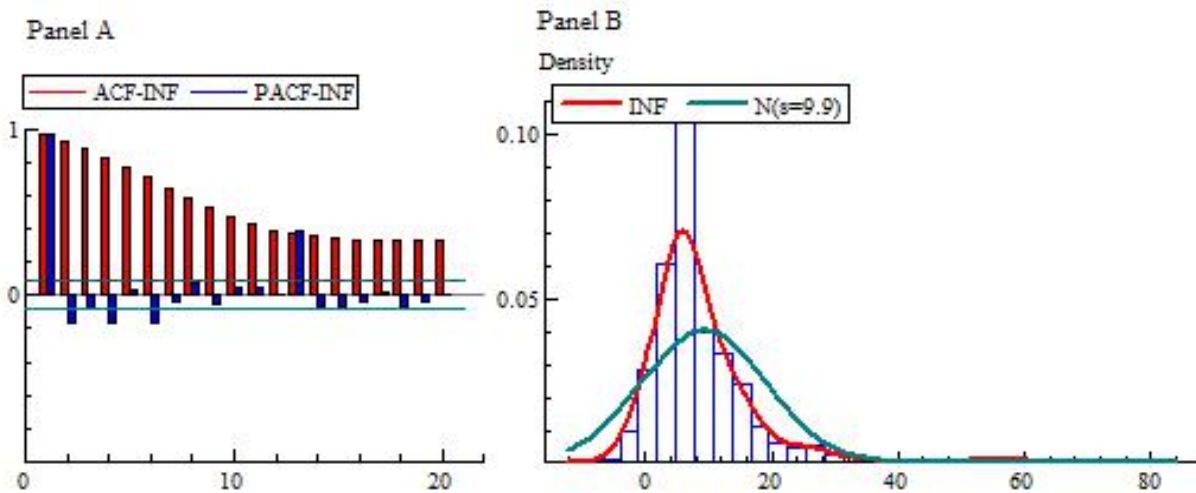 Panel A
ACF-INF PACF-INF
1
0
0 10 20
Panel B
Density
INF N(s=9.9)
0.10
0.05
0 20 40 60 80